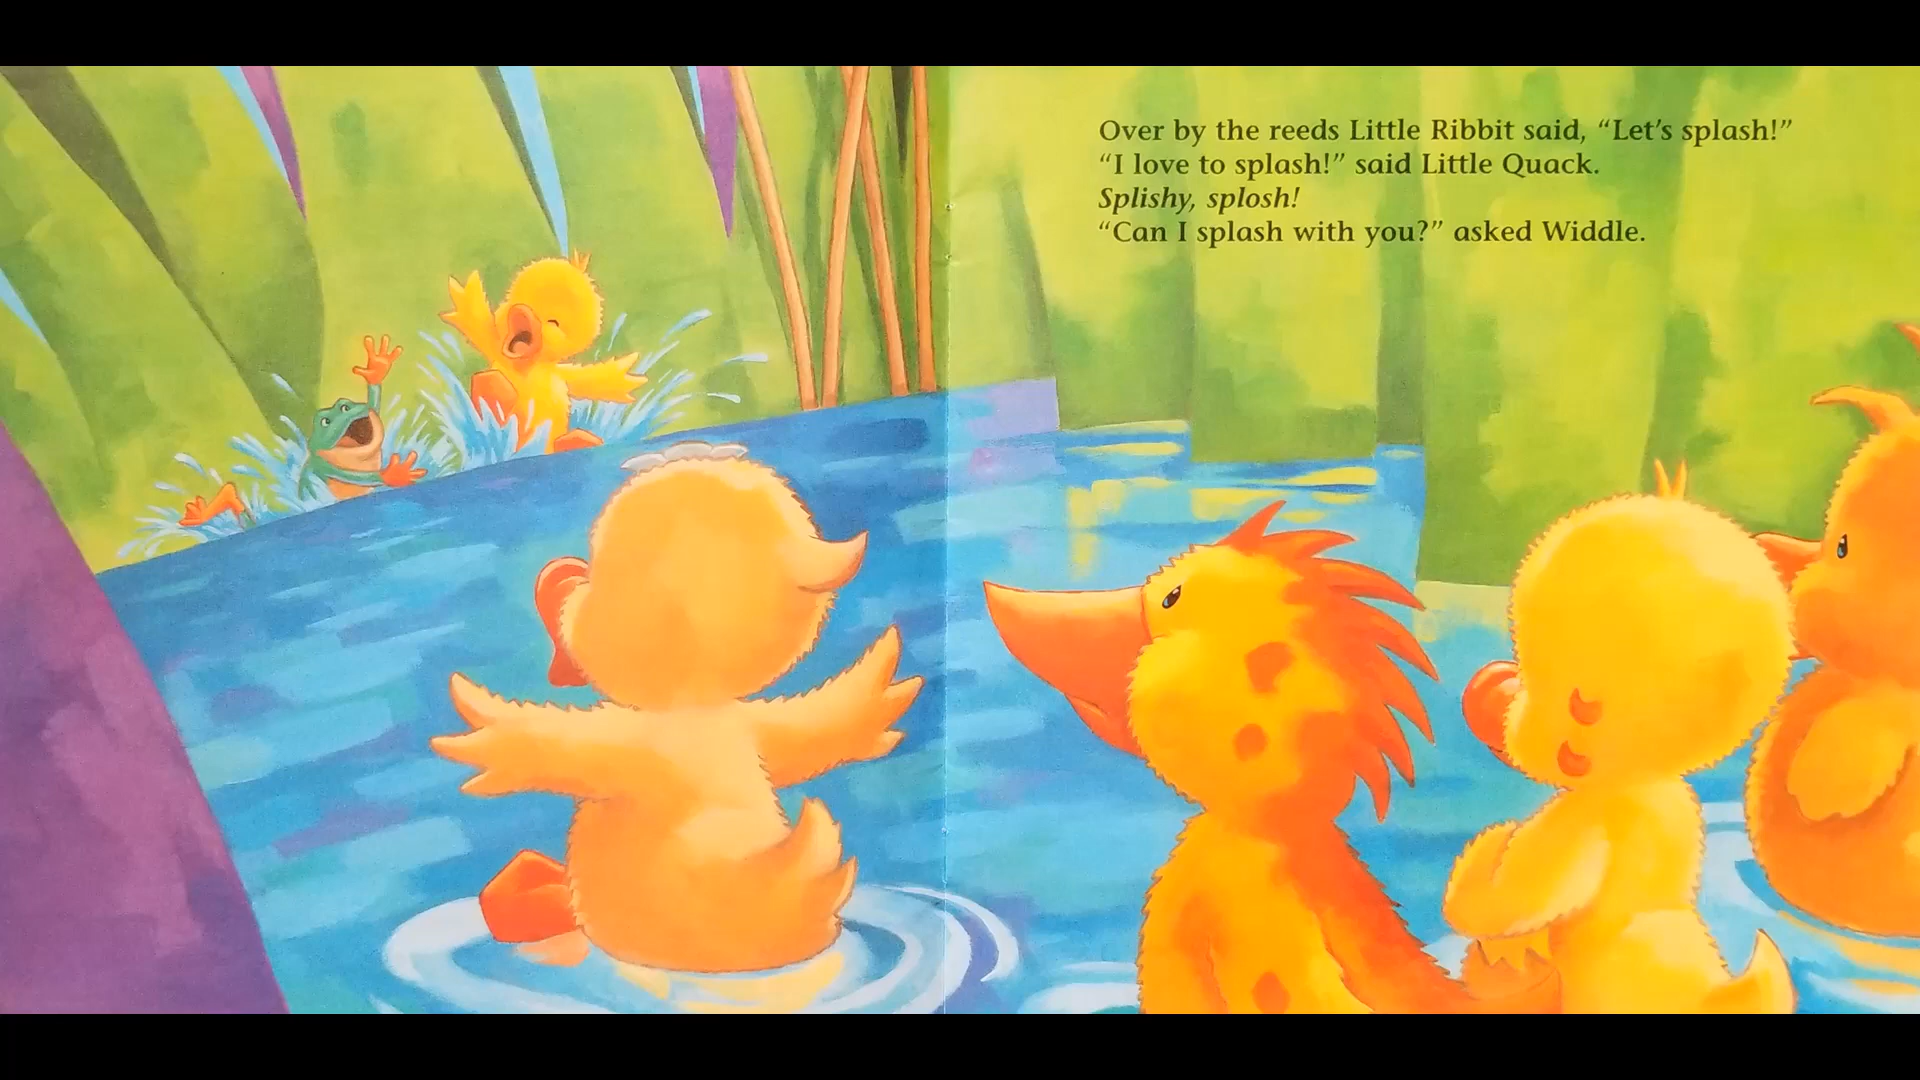 Over by the reeds Little Ribbit said, “Let’s splash!”
“I love to splash!” said Little Quack.
Splishy, splosh!
“Can I splash with you?” asked Widdle.